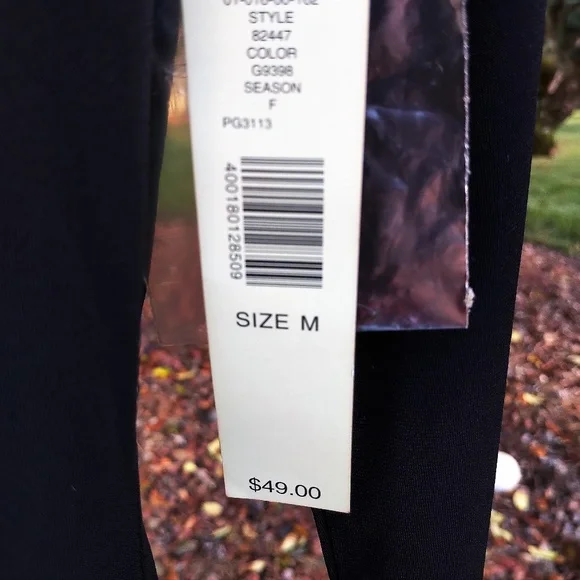 STYLE
82447
COLOR
G9398
SEASON
F
PG3113
400180128509
SIZE M
$49.00